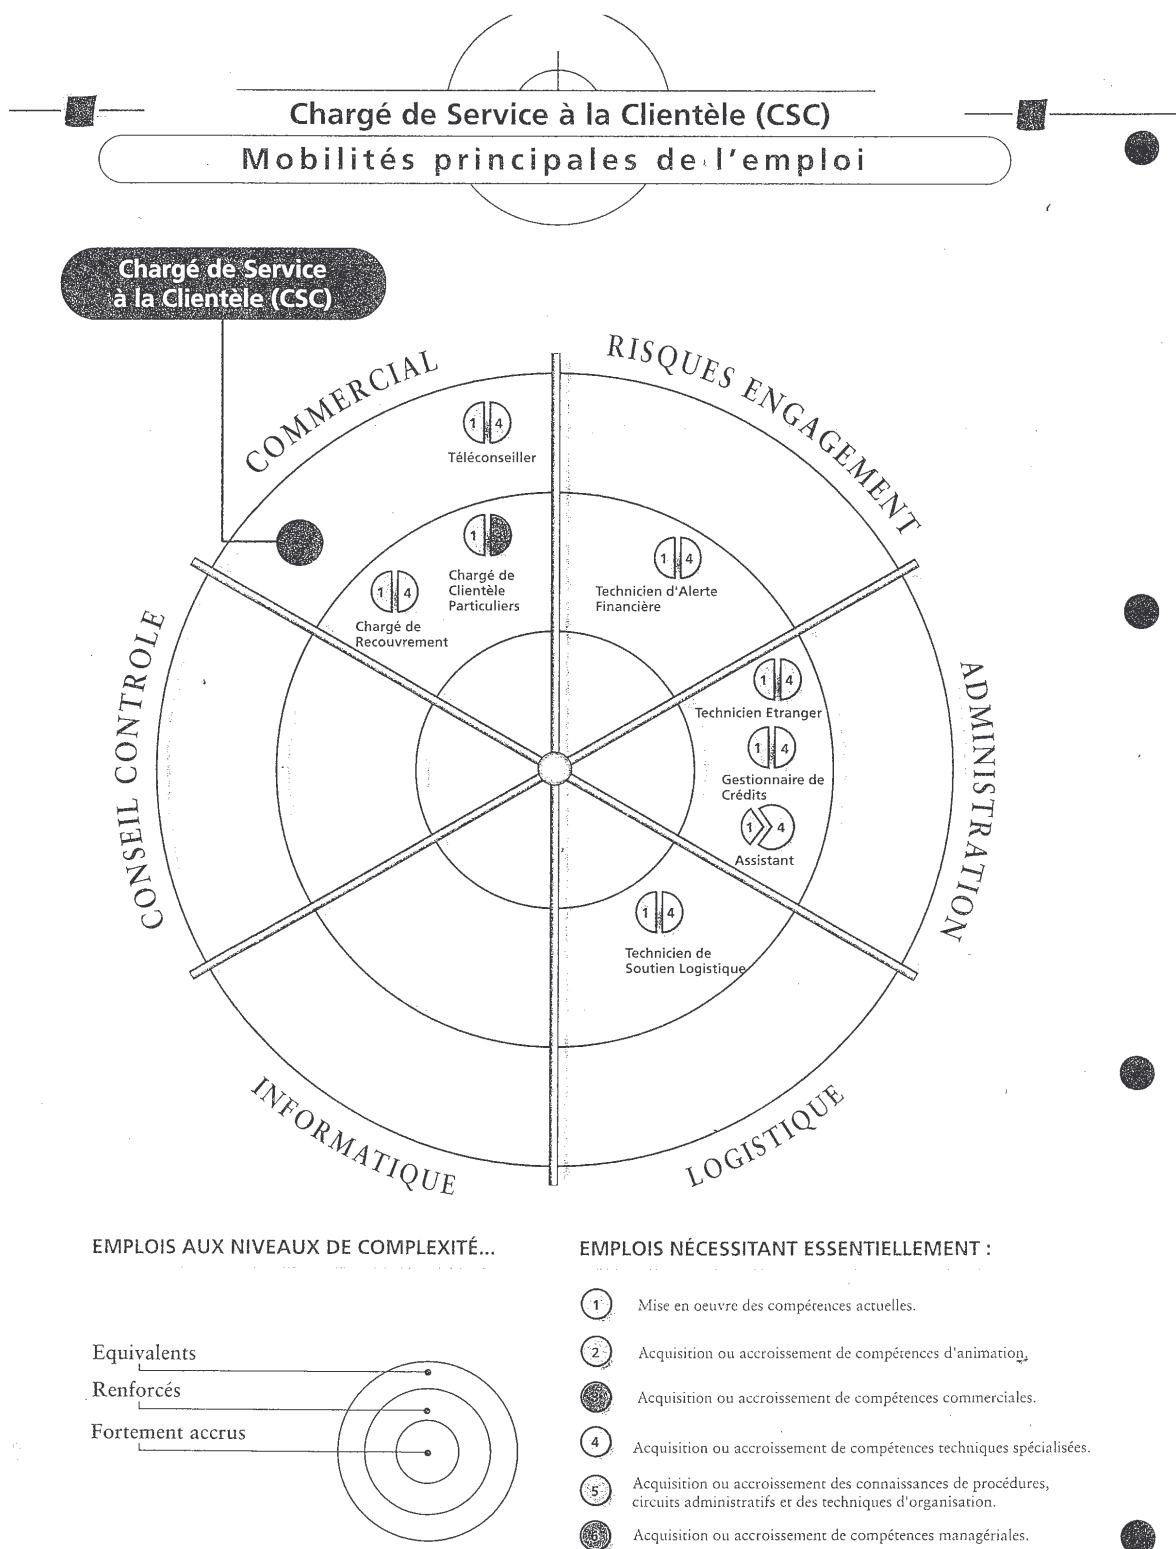 Chargé de Service à la Clientèle (CSC)
Mobilités principales de l'emploi
Chargé de Service
à la Clientèle (CSC)
COMMERCIAL
RISQUES ENGAGEMENT
1 4
Téléconseiller
1
Chargé de
Clientèle
Particuliers
1 4
Chargé de
Recouvrement
1 4
Technicien d'Alerte
Financière
CONSEIL CONTROLE
ADMINISTRATION
1 4
Technicien Etranger
1 4
Gestionnaire de
Crédits
1 4
Assistant
1 4
Technicien de
Soutien Logistique
INFORMATIQUE
LOGISTIQUE
EMPLOIS AUX NIVEAUX DE COMPLEXITÉ...
Equivalents
Renforcés
Fortement accrus
EMPLOIS NÉCESSITANT ESSENTIELLEMENT :
1 Mise en oeuvre des compétences actuelles.
2 Acquisition ou accroissement de compétences d'animation.
Acquisition ou accroissement de compétences commerciales.
4 Acquisition ou accroissement de compétences techniques spécialisées.
5 Acquisition ou accroissement des connaissances de procédures,
circuits administratifs et des techniques d'organisation.
6 Acquisition ou accroissement de compétences managériales.